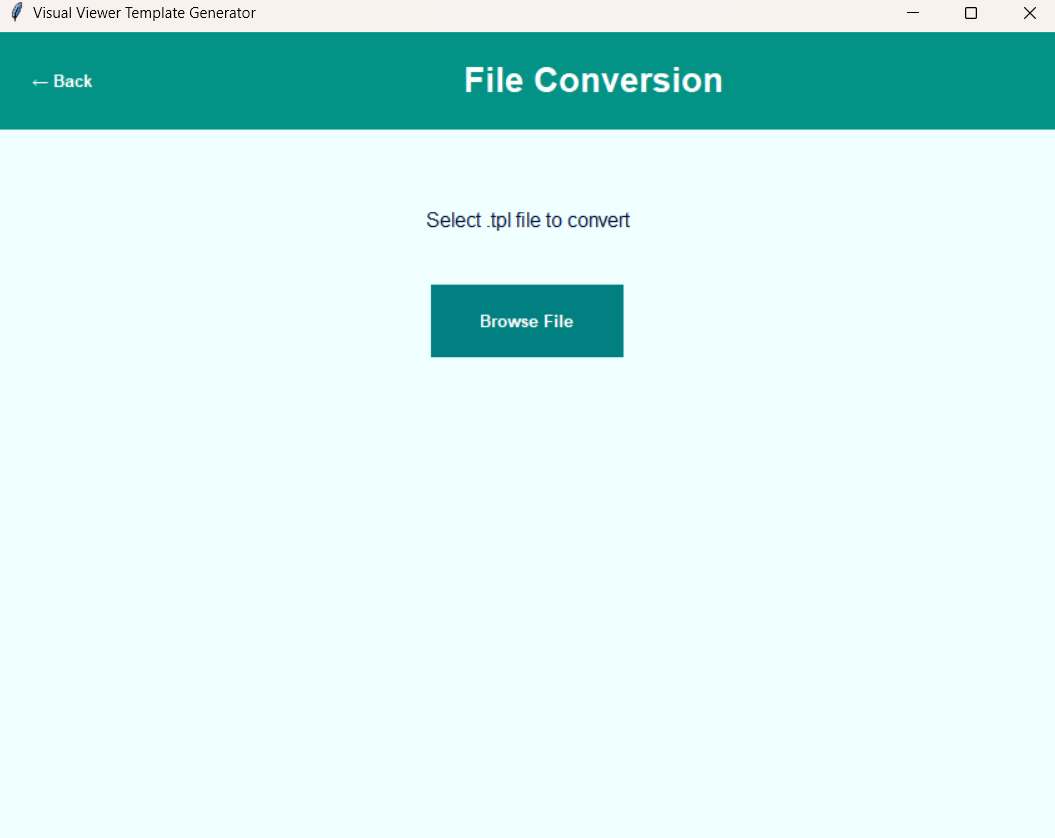 Visual Viewer Template Generator
← Back
File Conversion
Select .tpl file to convert
Browse File